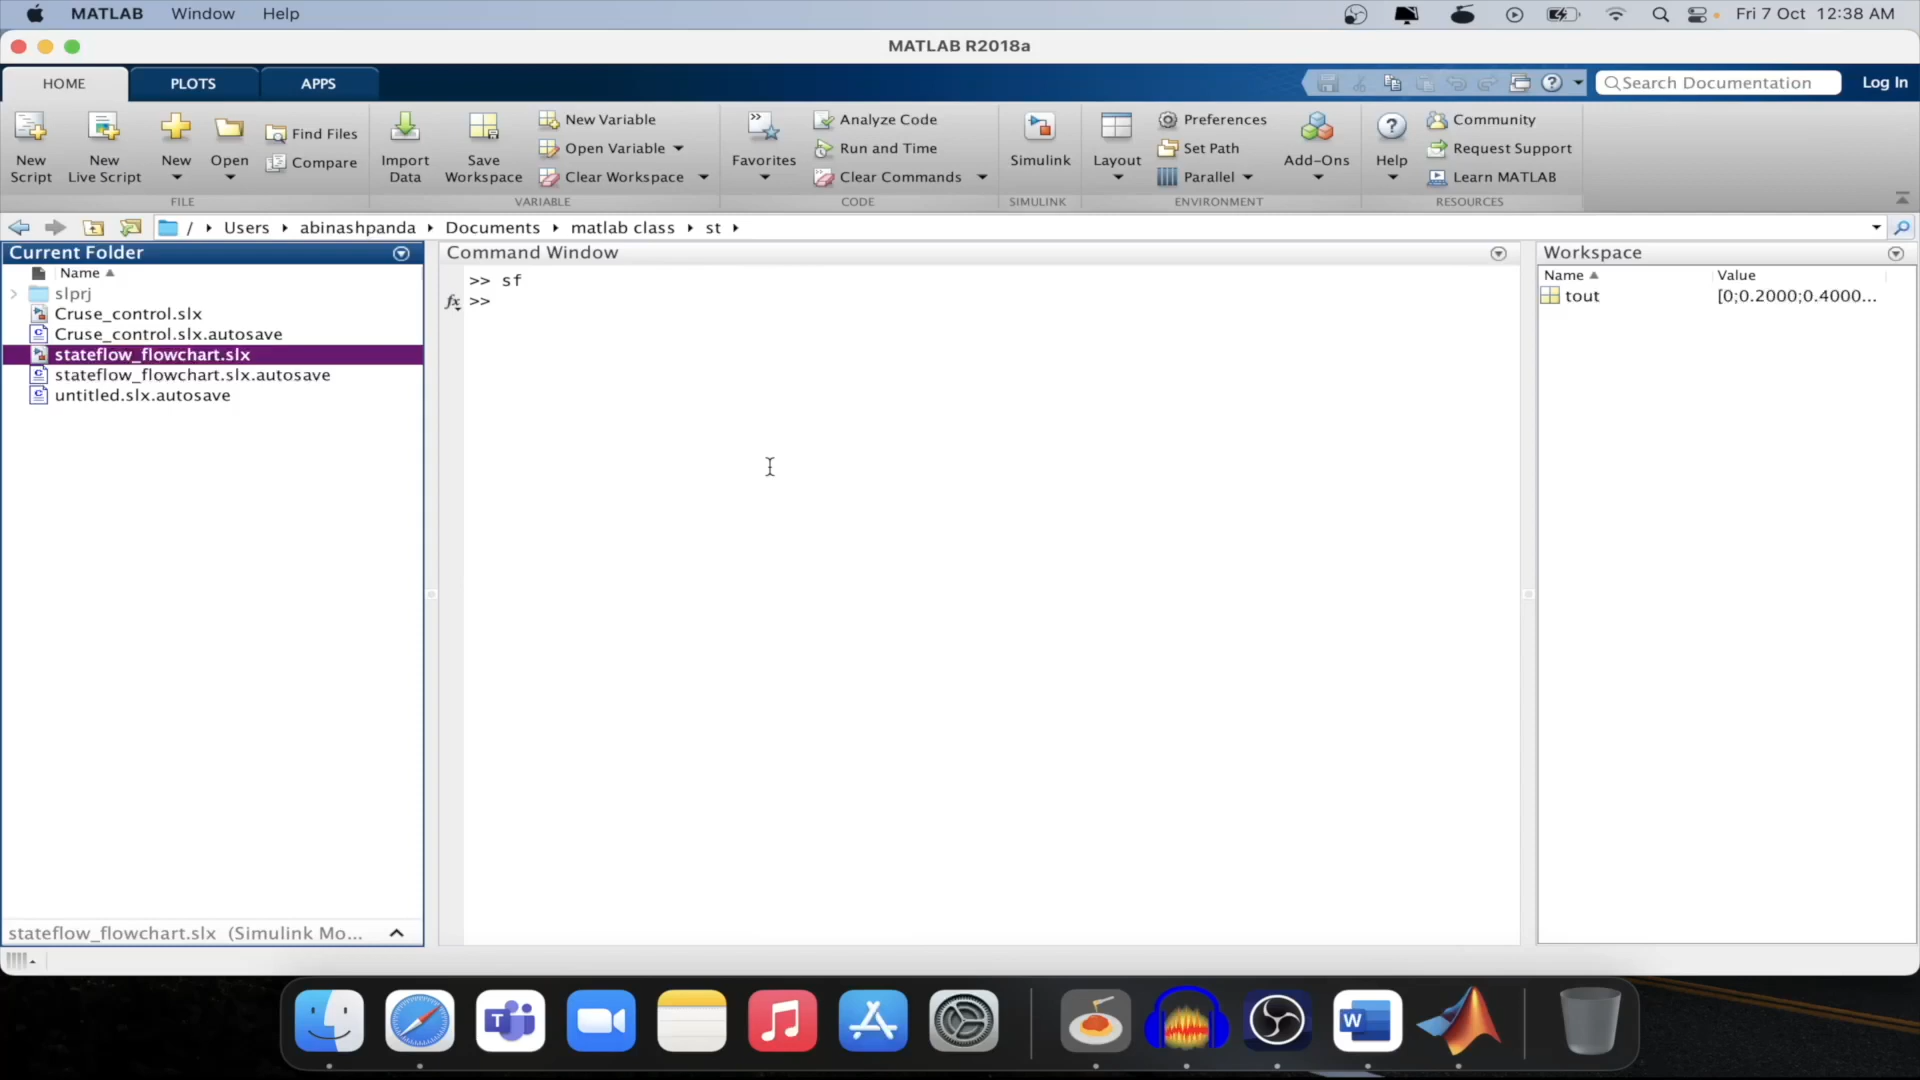 MATLAB Window Help Fri 7 Oct 12:38 AM
MATLAB R2018a
HOME PLOTS APPS Search Documentation Log In
New Script
New Live Script
New
Open
Find Files
Compare
FILE
Import Data
Save Workspace
New Variable
Open Variable
Clear Workspace
VARIABLE
Favorites
Analyze Code
Run and Time
Clear Commands
CODE
Simulink
SIMULINK
Layout
Preferences
Set Path
Parallel
Add-Ons
ENVIRONMENT
Help
Community
Request Support
Learn MATLAB
RESOURCES
/ Users abinashpanda Documents matlab class st
Current Folder
Name
slprj
Cruse_control.slx
Cruse_control.slx.autosave
stateflow_flowchart.slx
stateflow_flowchart.slx.autosave
untitled.slx.autosave
stateflow_flowchart.slx (Simulink Mo...
Command Window
>> sf
fx >>
Workspace
Name Value
tout [0;0.2000;0.4000...
T
W